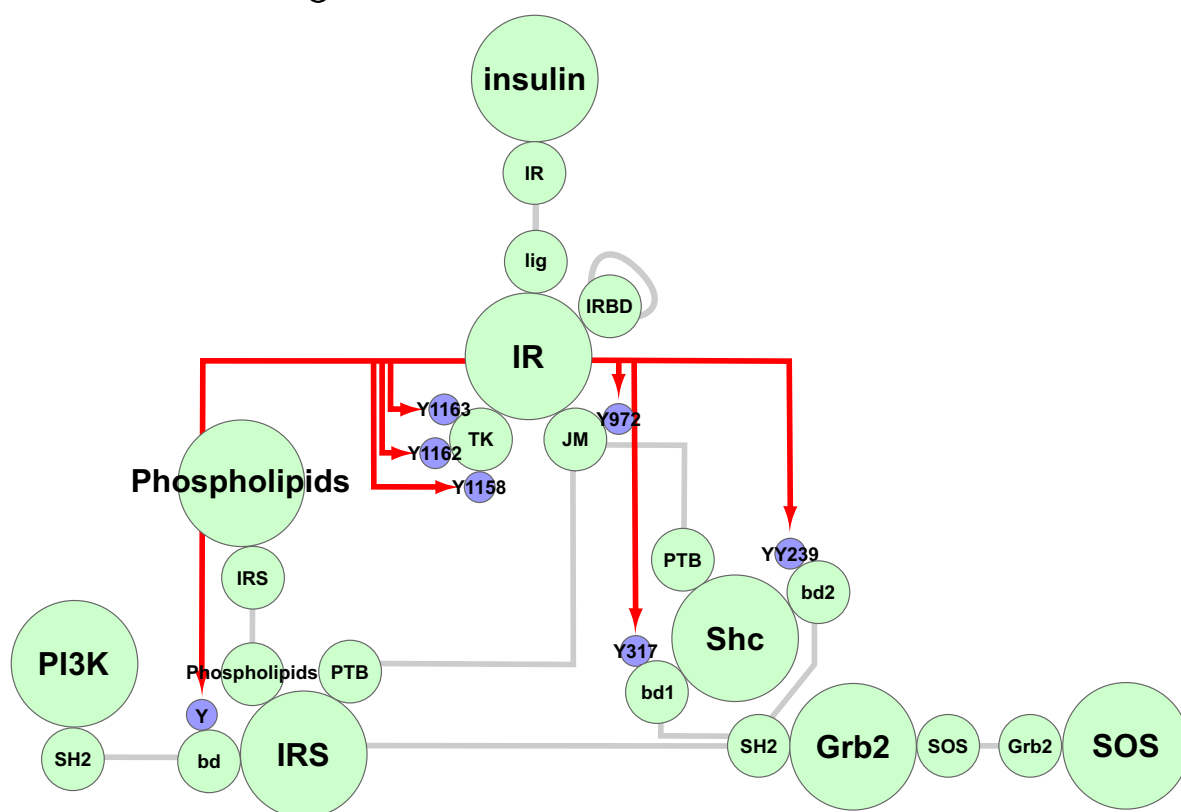 insulin
IR
lig
IRBD
IR
Y1163
Y972
TK
JM
Y1162
Phospholipids
Y1158
YY239
PTB
IRS
bd2
Shc
Y317
PI3K
Phospholipids
PTB
bd1
Y
SH2
bd
IRS
SH2
Grb2
SOS
Grb2
SOS